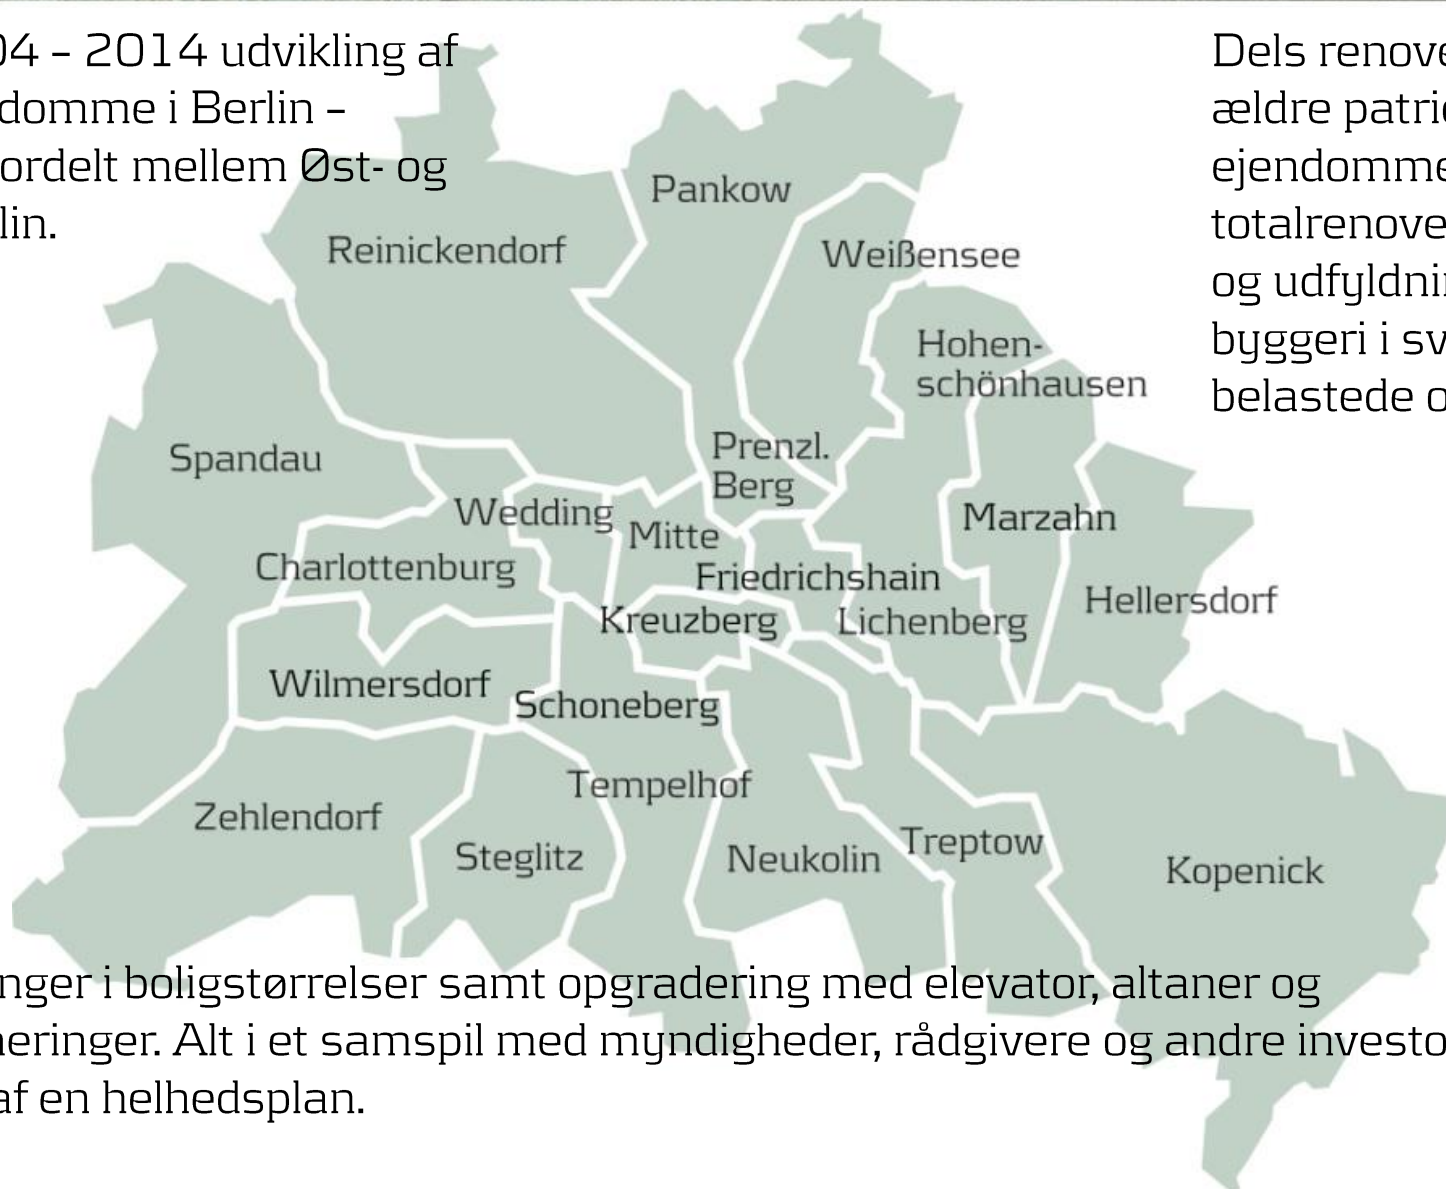 04 – 2014 udvikling af
domme i Berlin –
ordelt mellem Øst- og
lin.
Dels renove
ældre patric
ejendomme
totalrenove
og udfyldnin
byggeri i sv
belastede o
Pankow
Reinickendorf
Weißensee
Hohen-
schönhausen
Prenzl.
Berg
Spandau
Wedding
Mitte
Marzahn
Charlottenburg
Friedrichshain
Hellersdorf
Kreuzberg
Lichenberg
Wilmersdorf
Schoneberg
Tempelhof
Zehlendorf
Steglitz
Neukolin
Treptow
Kopenick
nger i boligstørrelser samt opgradering med elevator, altaner og
neringer. Alt i et samspil med myndigheder, rådgivere og andre investo
af en helhedsplan.